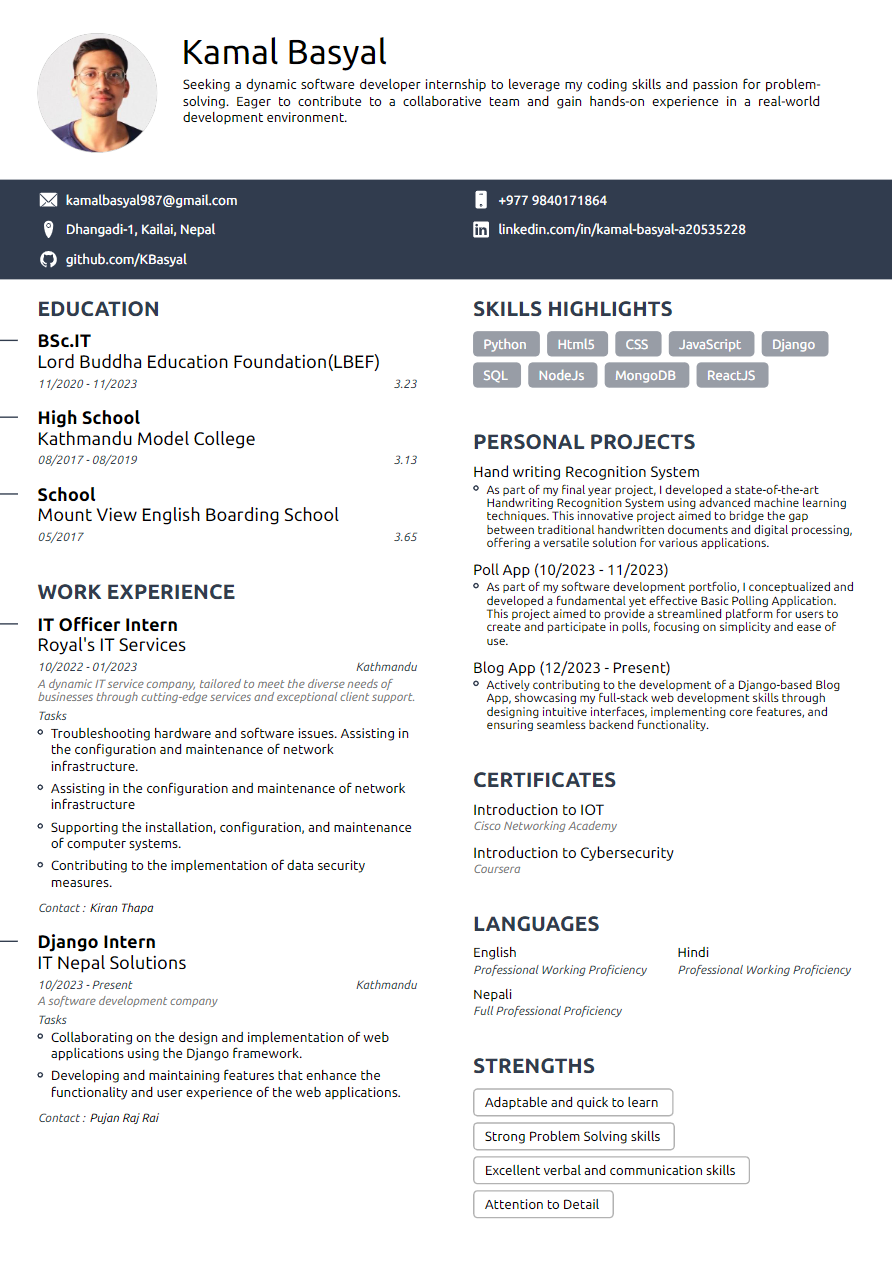 Kamal Basyal
Seeking a dynamic software developer internship to leverage my coding skills and passion for problem-
solving. Eager to contribute to a collaborative team and gain hands-on experience in a real-world
development environment.
kamalbasyal987@gmail.com
+977 9840171864
Dhangadi-1, Kailai, Nepal
linkedin.com/in/kamal-basyal-a20535228
github.com/KBasyal
EDUCATION
BSc.IT
Lord Buddha Education Foundation(LBEF)
11/2020 - 11/2023 3.23
High School
Kathmandu Model College
08/2017 - 08/2019 3.13
School
Mount View English Boarding School
05/2017 3.65
WORK EXPERIENCE
IT Officer Intern
Royal's IT Services
10/2022 - 01/2023 Kathmandu
A dynamic IT service company, tailored to meet the diverse needs of
businesses through cutting-edge services and exceptional client support.
Tasks
Troubleshooting hardware and software issues. Assisting in
the configuration and maintenance of network
infrastructure.
Assisting in the configuration and maintenance of network
infrastructure
Supporting the installation, configuration, and maintenance
of computer systems.
Contributing to the implementation of data security
measures.
Contact : Kiran Thapa
Django Intern
IT Nepal Solutions
10/2023 - Present Kathmandu
A software development company
Tasks
Collaborating on the design and implementation of web
applications using the Django framework.
Developing and maintaining features that enhance the
functionality and user experience of the web applications.
Contact : Pujan Raj Rai
SKILLS HIGHLIGHTS
Python Html5 CSS JavaScript Django
SQL NodeJs MongoDB ReactJS
PERSONAL PROJECTS
Hand writing Recognition System
As part of my final year project, I developed a state-of-the-art
Handwriting Recognition System using advanced machine learning
techniques. This innovative project aimed to bridge the gap
between traditional handwritten documents and digital processing,
offering a versatile solution for various applications.
Poll App (10/2023 - 11/2023)
As part of my software development portfolio, I conceptualized and
developed a fundamental yet effective Basic Polling Application.
This project aimed to provide a streamlined platform for users to
create and participate in polls, focusing on simplicity and ease of
use.
Blog App (12/2023 - Present)
Actively contributing to the development of a Django-based Blog
App, showcasing my full-stack web development skills through
designing intuitive interfaces, implementing core features, and
ensuring seamless backend functionality.
CERTIFICATES
Introduction to IOT
Cisco Networking Academy
Introduction to Cybersecurity
Coursera
LANGUAGES
English Hindi
Professional Working Proficiency Professional Working Proficiency
Nepali
Full Professional Proficiency
STRENGTHS
Adaptable and quick to learn
Strong Problem Solving skills
Excellent verbal and communication skills
Attention to Detail